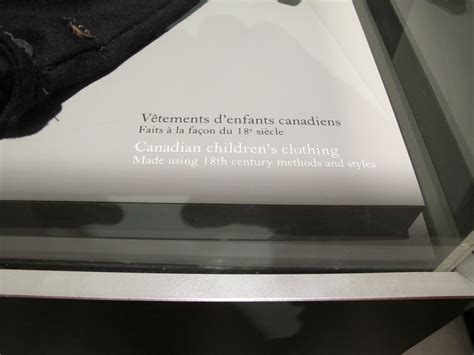 Vêtements d'enfants canadiens
Faits à la façon du 18e siècle
Canadian children's clothing
Made using 18th century methods and styles